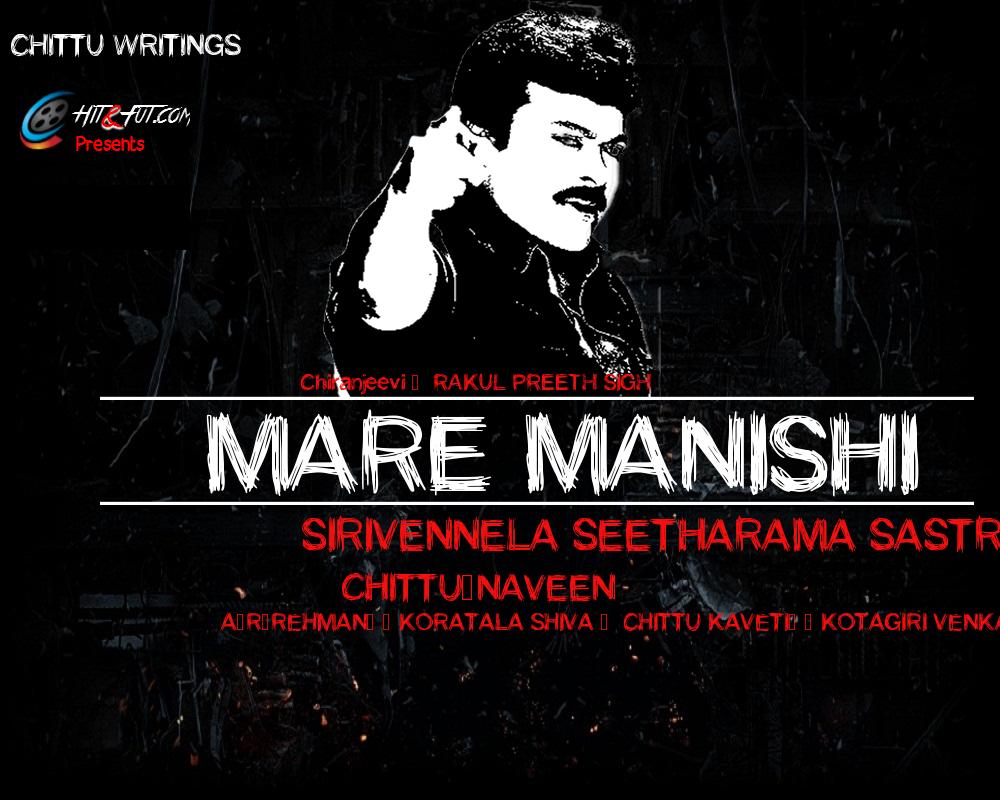 CHITTU WRITINGS
HIT&FUT.COM
Presents
Chiranjeevi RAKUL PREETH SIGH
MARE MANISHI
SIRIVENNELA SEETHARAMA SASTR
CHITTU NAVEEN
A R REHMAN KORATALA SHIVA CHITTU KAVETI KOTAGIRI VENKA